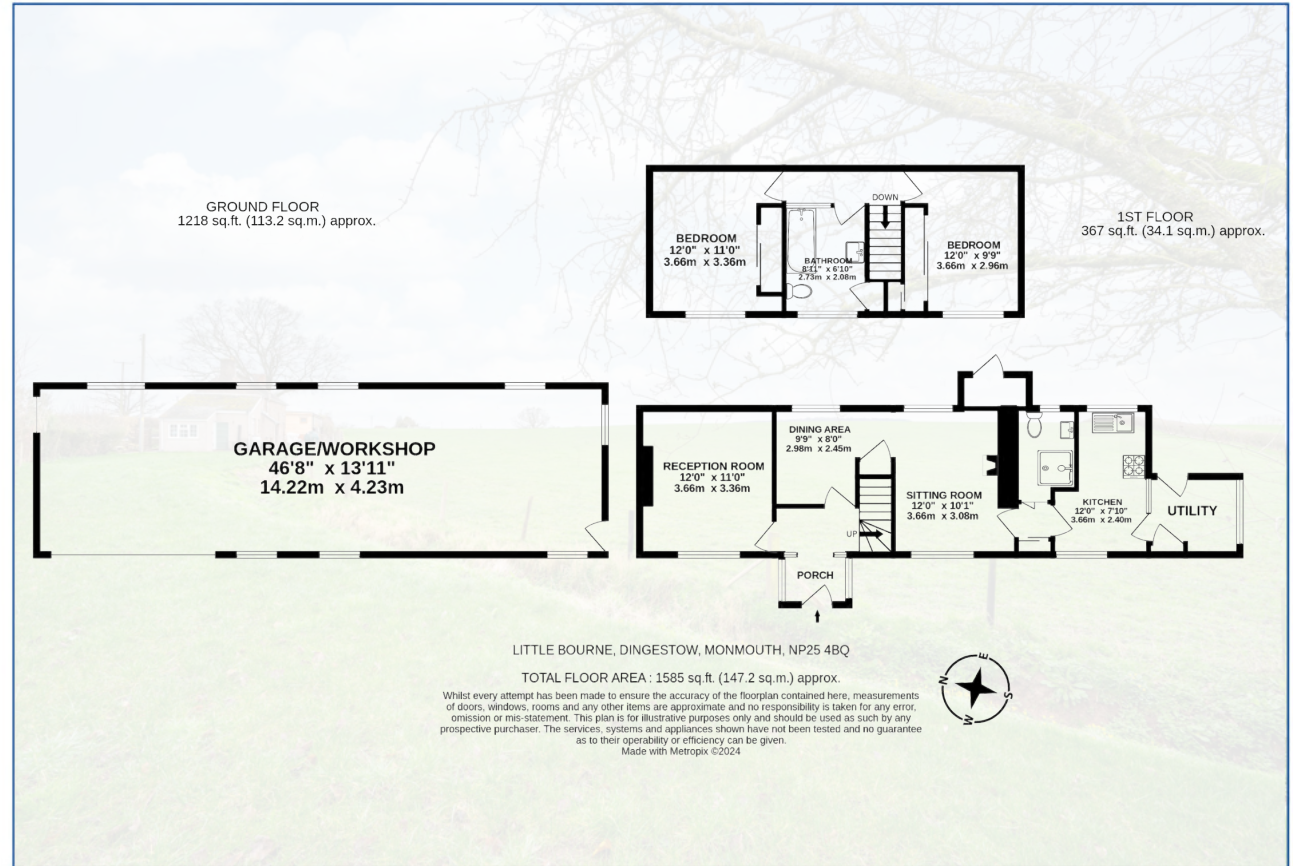 GROUND FLOOR
1218 sq.ft. (113.2 sq.m.) approx.
1ST FLOOR
367 sq.ft. (34.1 sq.m.) approx.
DOWN
BEDROOM
12'0" x 11'0"
3.66m x 3.36m
BATHROOM
8'11" x 6'10"
2.73m x 2.08m
BEDROOM
12'0" x 9'9"
3.66m x 2.96m
GARAGE/WORKSHOP
46'8" x 13'11"
14.22m x 4.23m
RECEPTION ROOM
12'0" x 11'0"
3.66m x 3.36m
DINING AREA
9'9" x 8'0"
2.98m x 2.45m
UP
SITTING ROOM
12'0" x 10'1"
3.66m x 3.08m
KITCHEN
12'0" x 7'10"
3.66m x 2.40m
UTILITY
PORCH
LITTLE BOURNE, DINGESTOW, MONMOUTH, NP25 4BQ
TOTAL FLOOR AREA : 1585 sq.ft. (147.2 sq.m.) approx.
Whilst every attempt has been made to ensure the accuracy of the floorplan contained here, measurements
of doors, windows, rooms and any other items are approximate and no responsibility is taken for any error,
omission or mis-statement. This plan is for illustrative purposes only and should be used as such by any
prospective purchaser. The services, systems and appliances shown have not been tested and no guarantee
as to their operability or efficiency can be given.
Made with Metropix ©2024
N
E
S
W